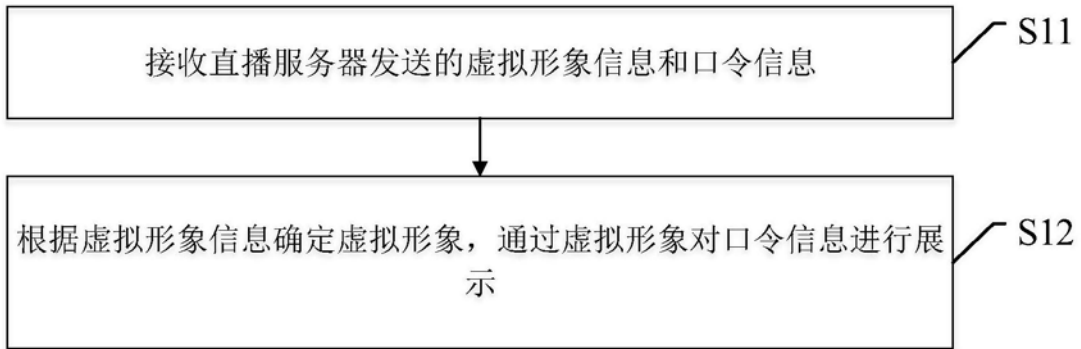 接收直播服务器发送的虚拟形象信息和口令信息
S11
根据虚拟形象信息确定虚拟形象，通过虚拟形象对口令信息进行展
示
S12